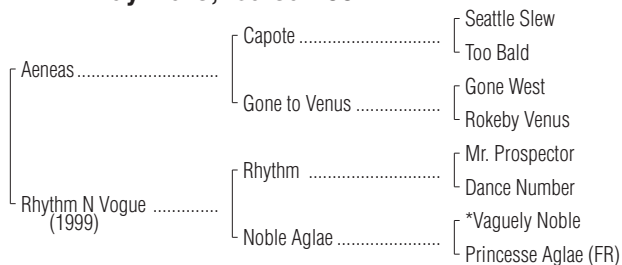 Seattle Slew
Capote ..................................
Too Bald
Aeneas .................................
Gone West
Gone to Venus ....................
Rokeby Venus
Mr. Prospector
Rhythm ...............................
Dance Number
Rhythm N Vogue ...............
(1999)
*Vaguely Noble
Noble Aglae .........................
Princesse Aglae (FR)